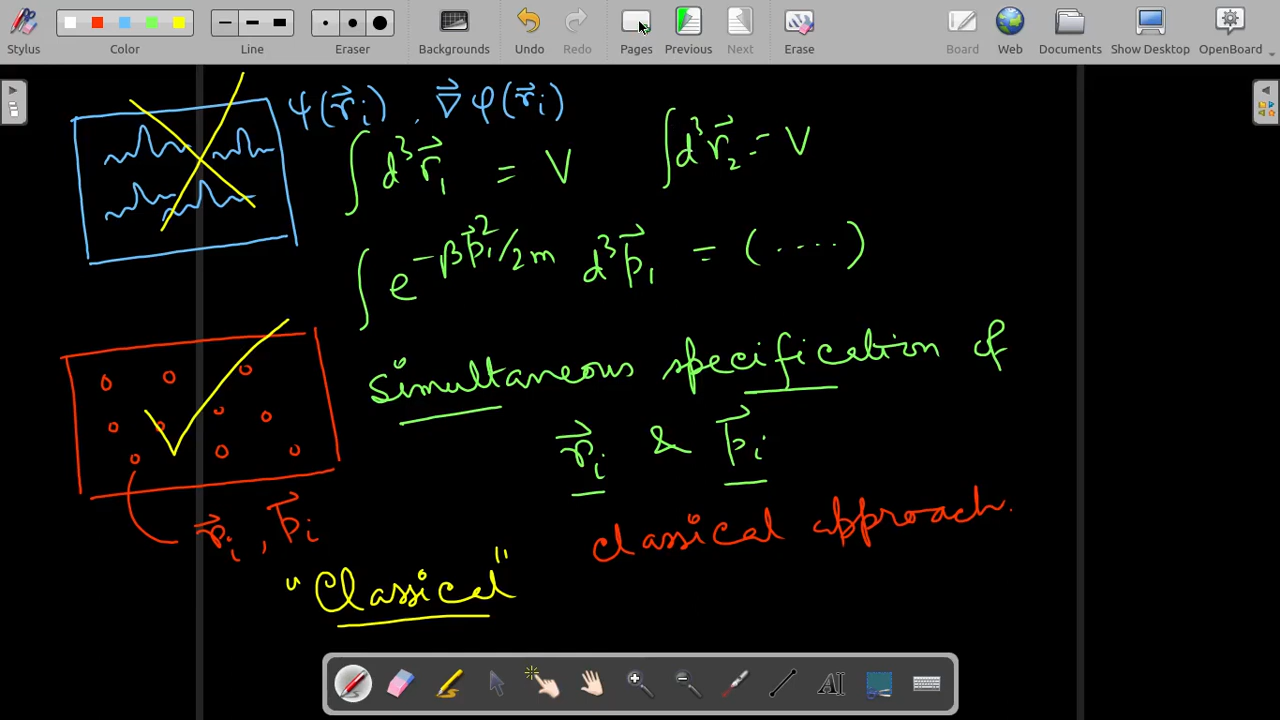 Stylus Color Line Eraser Backgrounds Undo Redo Pages Previous Next Erase Board Web Documents Show Desktop OpenBoard
ψ(r⃗ᵢ) , ∇⃗φ(r⃗ᵢ)
∫d³r⃗₁ = V ∫d³r⃗₂ = V
∫e^(-βp⃗₁²/2m) d³p⃗₁ = (.....)
Simultaneous specification of
r⃗ᵢ & p⃗ᵢ
r⃗ᵢ , p⃗ᵢ
classical approach.
"Classical"
AI